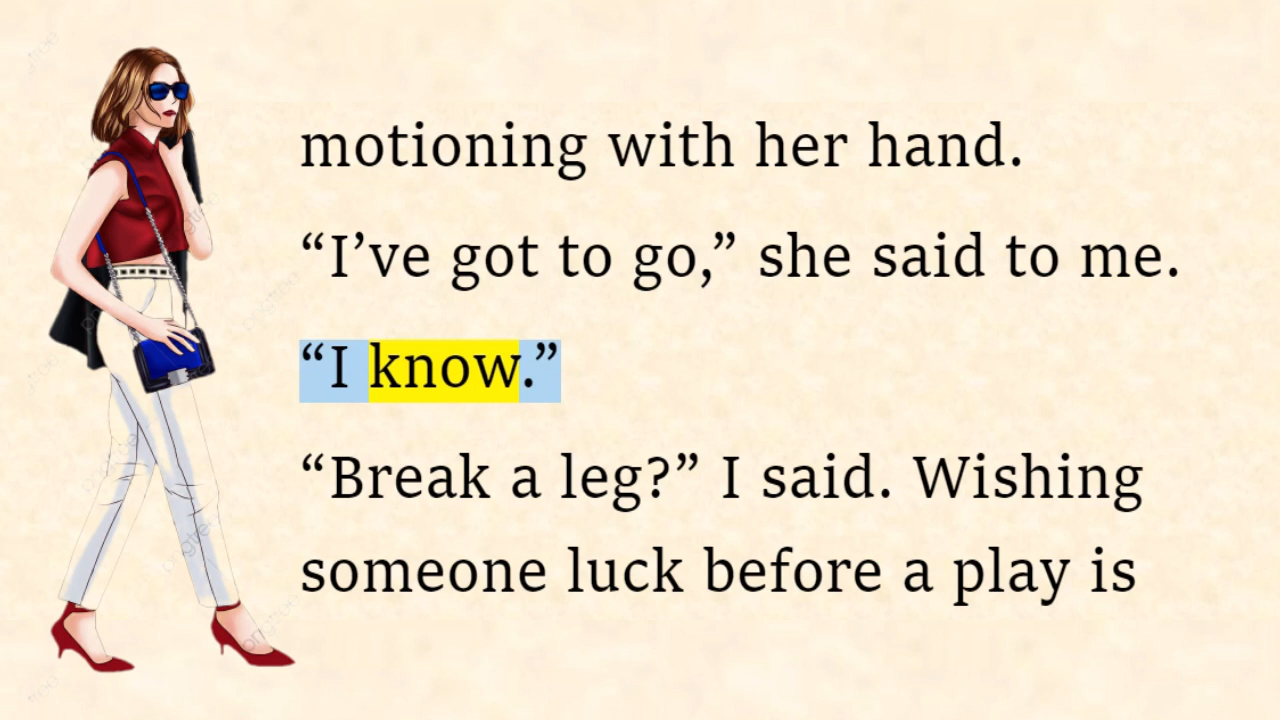 motioning with her hand.
“I’ve got to go,” she said to me.
“I know.”
“Break a leg?” I said. Wishing
someone luck before a play is